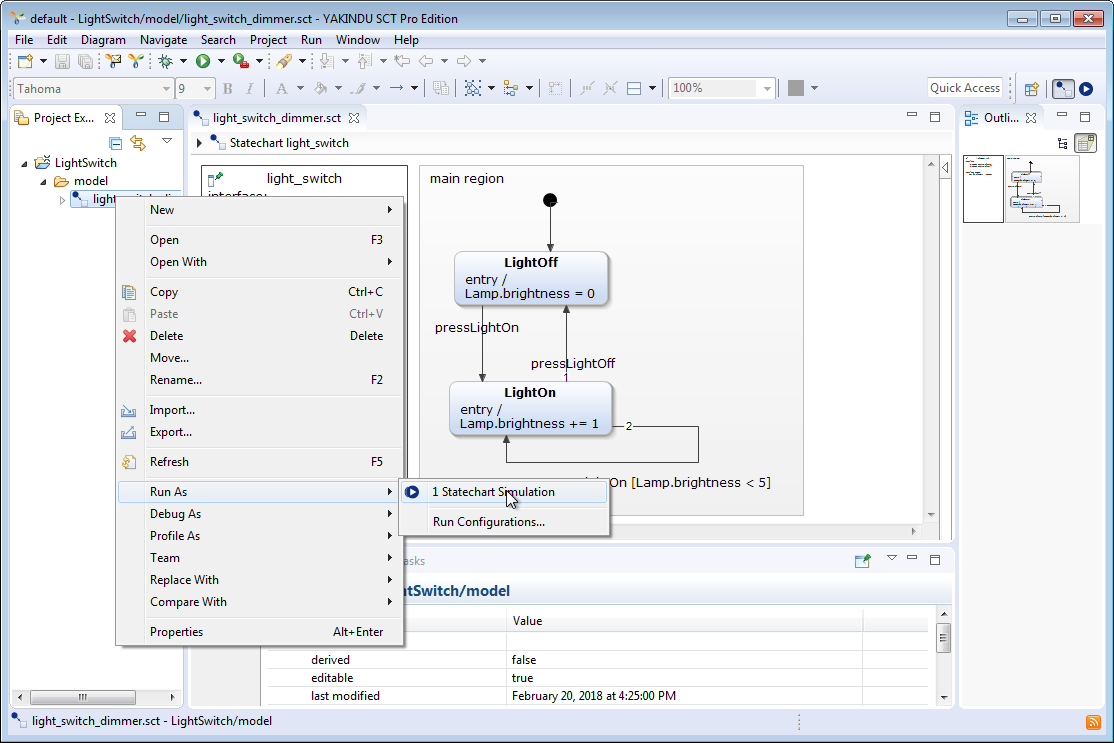 default - LightSwitch/model/light_switch_dimmer.sct - YAKINDU SCT Pro Edition
File Edit Diagram Navigate Search Project Run Window Help
Tahoma 9 B I A 100% Quick Access
Project Ex...
light_switch_dimmer.sct
Outli...
Statechart light_switch
LightSwitch
model
light_switch
interface:
main region
LightOff
entry /
Lamp.brightness = 0
pressLightOn
pressLightOff
1
LightOn
entry /
Lamp.brightness += 1
2
On [Lamp.brightness < 5]
New
Open F3
Open With
Copy Ctrl+C
Paste Ctrl+V
Delete Delete
Move...
Rename... F2
Import...
Export...
Refresh F5
Run As
Debug As
Profile As
Team
Replace With
Compare With
Properties Alt+Enter
1 Statechart Simulation
Run Configurations...
asks
tSwitch/model
Value
derived false
editable true
last modified February 20, 2018 at 4:25:00 PM
light_switch_dimmer.sct - LightSwitch/model